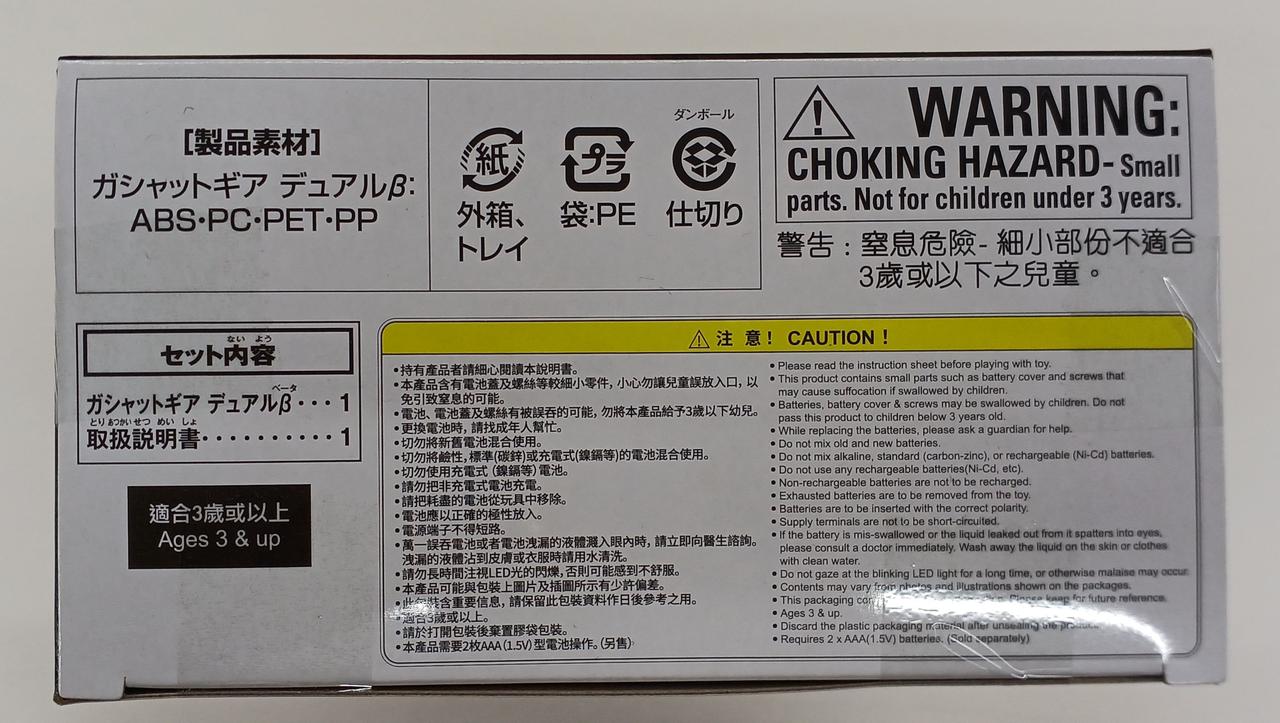 [製品素材]
ガシャットギア デュアルβ:
ABS・PC・PET・PP
紙
外箱、
トレイ
プラ
袋:PE
ダンボール
仕切り
WARNING:
CHOKING HAZARD- Small
parts. Not for children under 3 years.
警告：窒息危險- 細小部份不適合
3歲或以下之兒童。
ない よう
セット内容
ベータ
ガシャットギア デュアルβ・・・1
とり あつかい せつ めい しょ
取扱説明書・・・・・・・・・・1
適合3歲或以上
Ages 3 & up
注 意! CAUTION!
•持有產品者請細心閱讀本說明書。
•本產品含有電池蓋及螺絲等較細小零件，小心勿讓兒童誤放入口，以
免引致窒息的可能。
•電池、電池蓋及螺絲有被誤吞的可能，勿將本產品給予3歲以下幼兒。
•更換電池時，請找成年人幫忙。
•切勿將新舊電池混合使用。
•切勿將鹼性，標準(碳鋅)或充電式(鎳鎘等)的電池混合使用。
•切勿使用充電式（鎳鎘等）電池。
•請勿把非充電式電池充電。
•請把耗盡的電池從玩具中移除。
•電池應以正確的極性放入。
•電源端子不得短路。
•萬一誤吞電池或者電池洩漏的液體濺入眼內時，請立即向醫生諮詢。
洩漏的液體沾到皮膚或衣服時請用水清洗。
•請勿長時間注視LED光的閃爍，否則可能感到不舒服。
•本產品可能與包裝上圖片及插圖所示有少許偏差。
含重要信息，請保留此包裝資料作日後參考之用。
•適合3歲或以上。
•請於打開包裝後棄置膠袋包裝。
•本產品需要2枚AAA(1.5V)型電池操作。(另售)
• Please read the instruction sheet before playing with toy.
• This product contains small parts such as battery cover and screws that
may cause suffocation if swallowed by children.
• Batteries, battery cover & screws may be swallowed by children. Do not
pass this product to children below 3 years old.
• While replacing the batteries, please ask a guardian for help.
• Do not mix old and new batteries.
• Do not mix alkaline, standard (carbon-zinc), or rechargeable (Ni-Cd) batteries.
• Do not use any rechargeable batteries(Ni-Cd, etc).
• Non-rechargeable batteries are not to be recharged.
• Exhausted batteries are to be removed from the toy.
• Batteries are to be inserted with the correct polarity.
• Supply terminals are not to be short-circuited.
• If the battery is mis-swallowed or the liquid leaked out from it spatters into eyes,
please consult a doctor immediately. Wash away the liquid on the skin or clothes
with clean water.
• Do not gaze at the blinking LED light for a long time, or otherwise malaise may occur.
• Contents may vary from photos and illustrations shown on the packages.
• This packaging Please keep for future reference.
• Ages 3 & up.
• Discard the plastic packaging material after unsealing the product.
• Requires 2 x AAA(1.5V) batteries. (Sold separately)